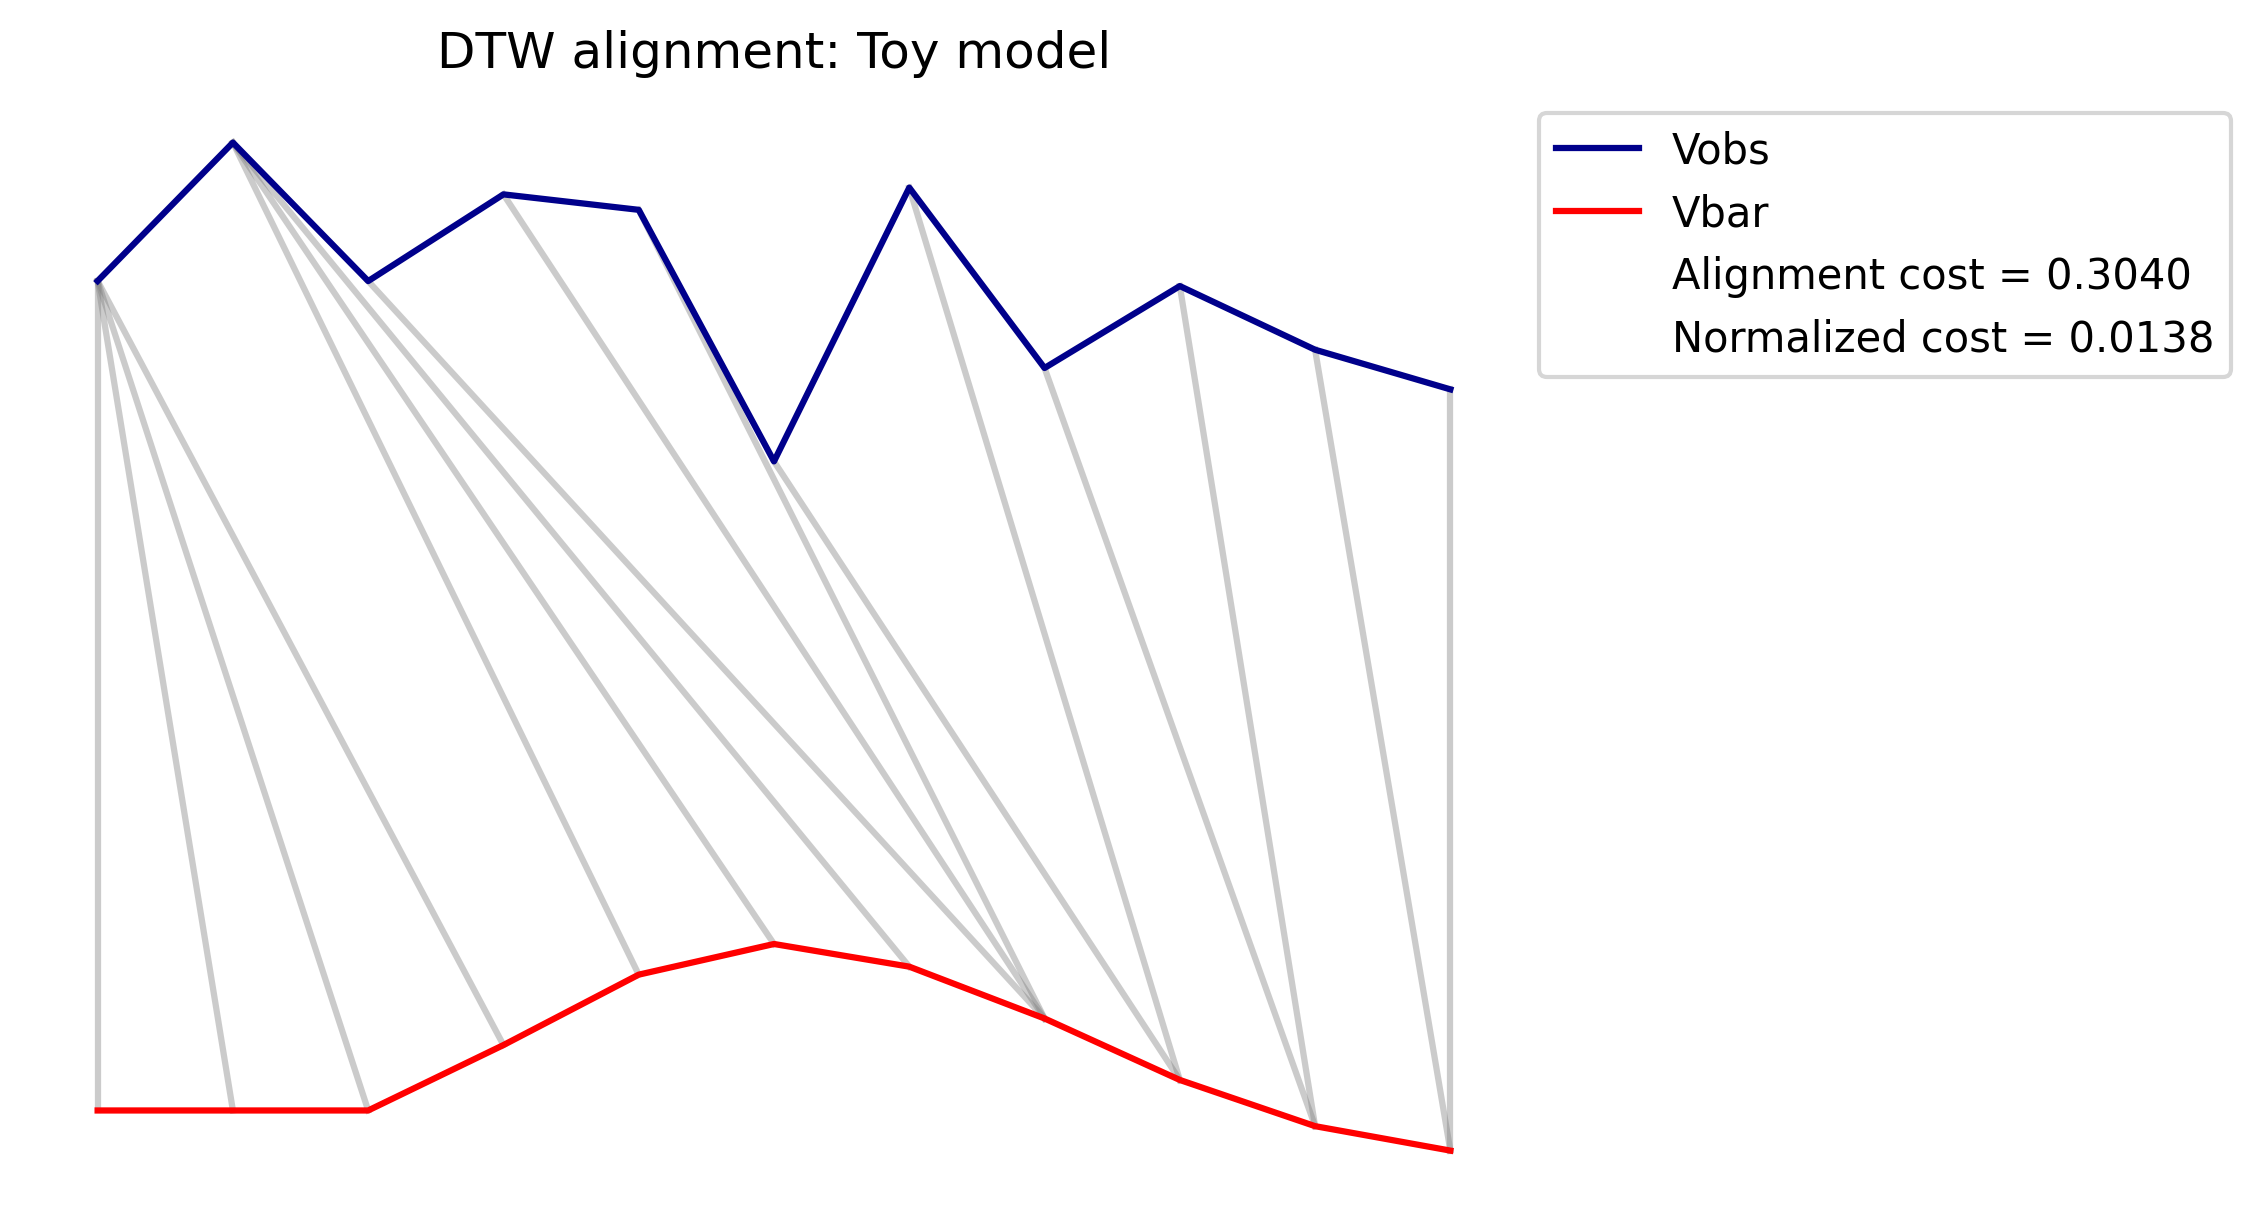 DTW alignment: Toy model
Vobs
Vbar
Alignment cost = 0.3040
Normalized cost = 0.0138